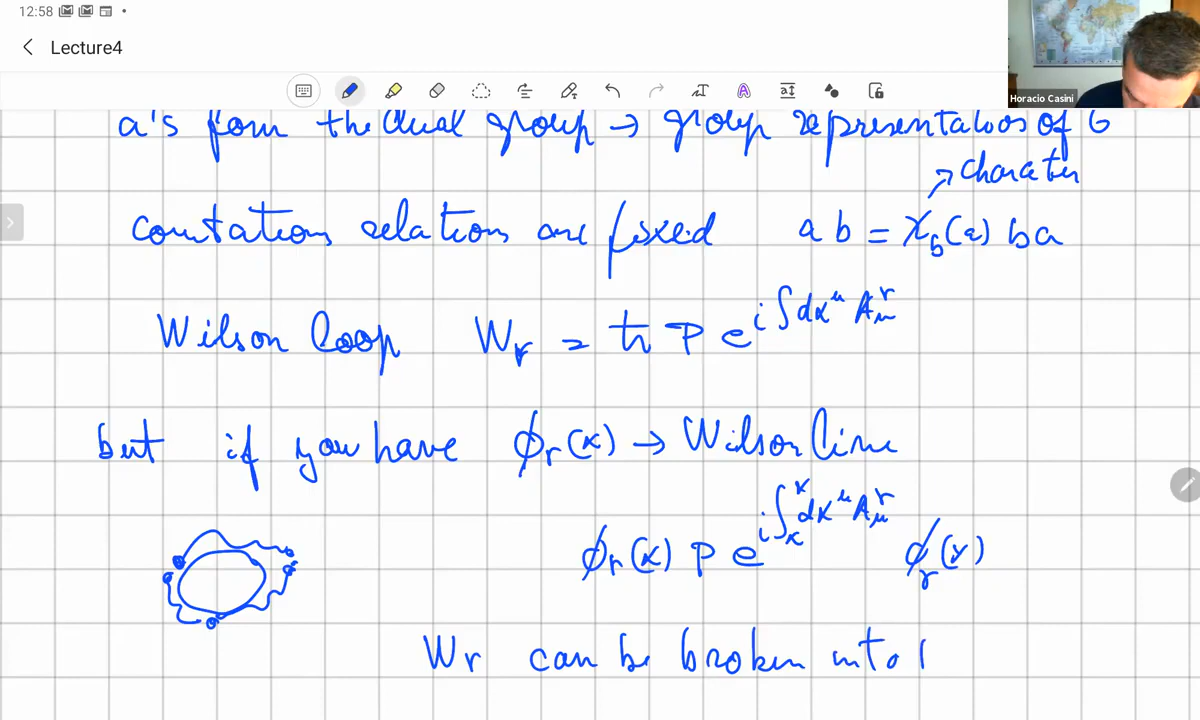 12:58
Lecture4
Horacio Casini
a's form the dual group → group representations of G
↗ character
comutation relations are fixed a b = χ_b(a) b a
Wilson loop W_r = tr P e^{i∫dx^μ A_μ^r}
but if you have ϕ_r(x) → Wilson line
ϕ_r(x) P e^{i∫_x^x dx^μ A_μ^r} ϕ_r(y)
W_r can be broken into l